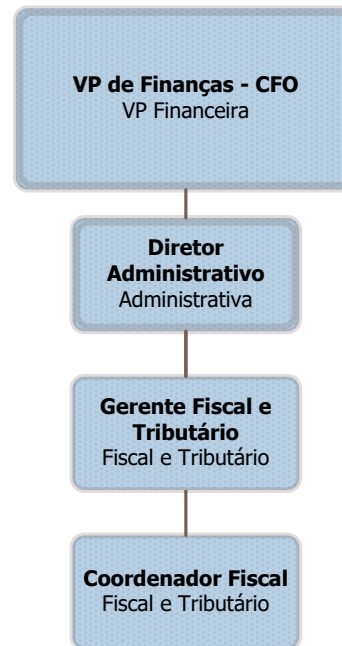 VP de Finanças - CFO
VP Financeira
Diretor
Administrativo
Administrativa
Gerente Fiscal e
Tributário
Fiscal e Tributário
Coordenador Fiscal
Fiscal e Tributário